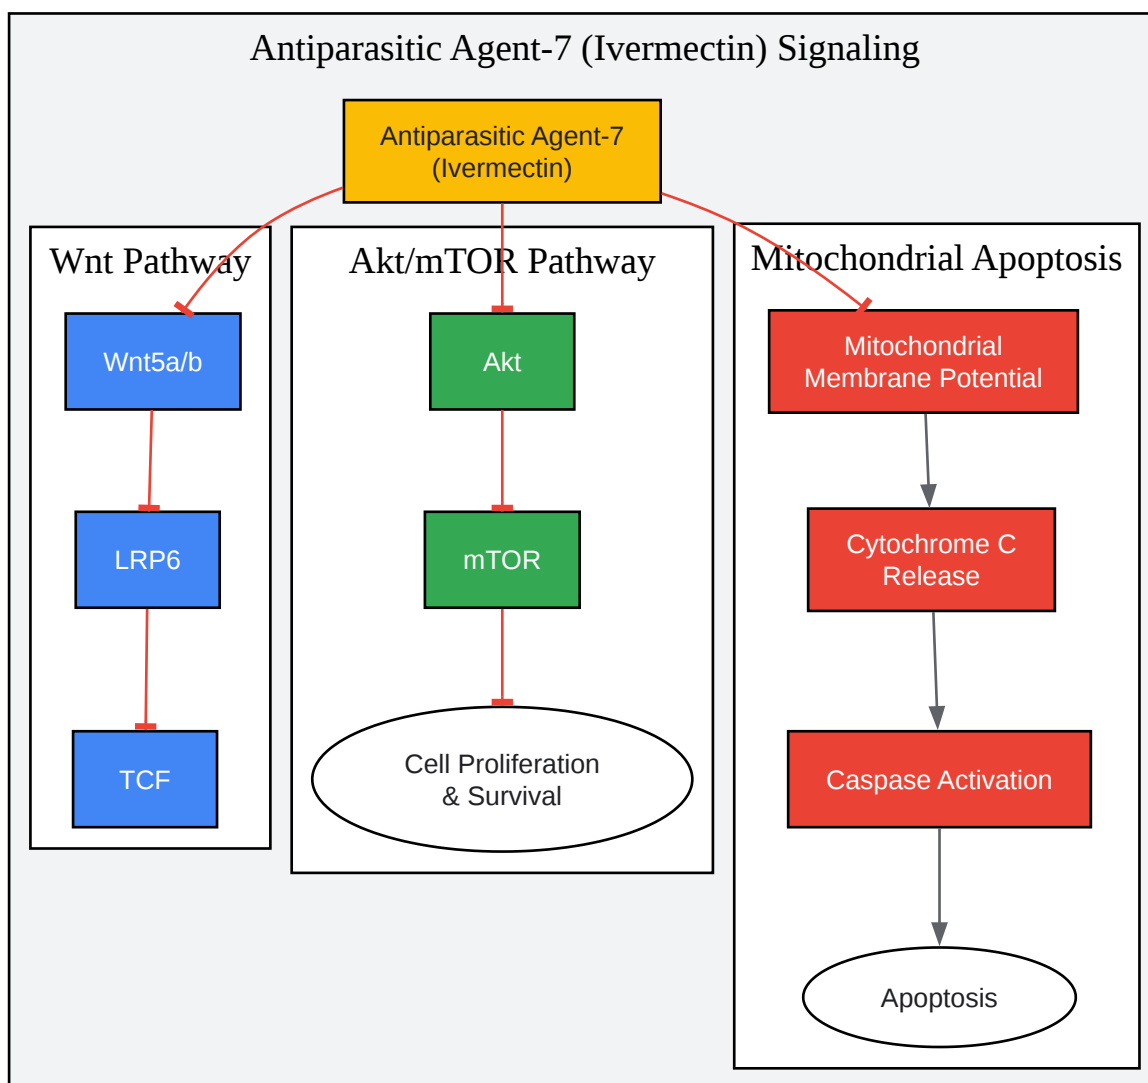 Antiparasitic Agent-7 (Ivermectin) Signaling
Antiparasitic Agent-7
(Ivermectin)
Wnt Pathway
Wnt5a/b
LRP6
TCF
Akt/mTOR Pathway
Akt
mTOR
Cell Proliferation
& Survival
Mitochondrial Apoptosis
Mitochondrial
Membrane Potential
Cytochrome C
Release
Caspase Activation
Apoptosis